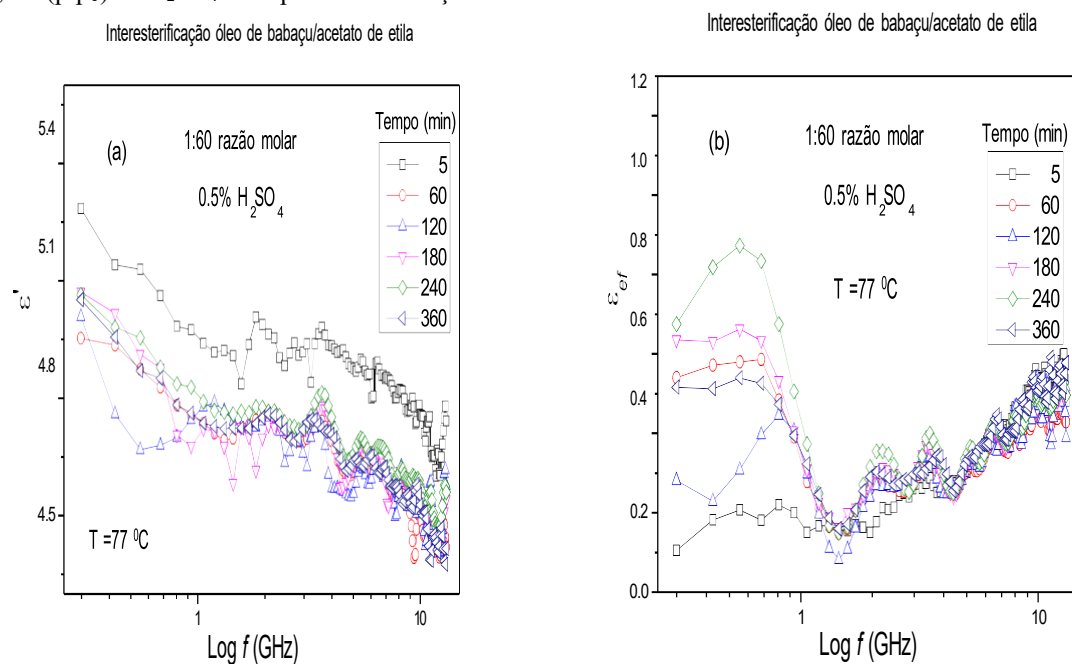 Interesterificação óleo de babaçu/acetato de etila
5.4
5.1
4.8
4.5
ε'
(a)
1:60 razão molar
0.5% H2SO4
Tempo (min)
5
60
120
180
240
360
T =77 ⁰C
1
10
Log f (GHz)
Interesterificação óleo de babaçu/acetato de etila
1.2
1.0
0.8
0.6
0.4
0.2
0.0
εef
(b)
1:60 razão molar
0.5% H2SO4
T =77 ⁰C
Tempo (min)
5
60
120
180
240
360
1
10
Log f (GHz)